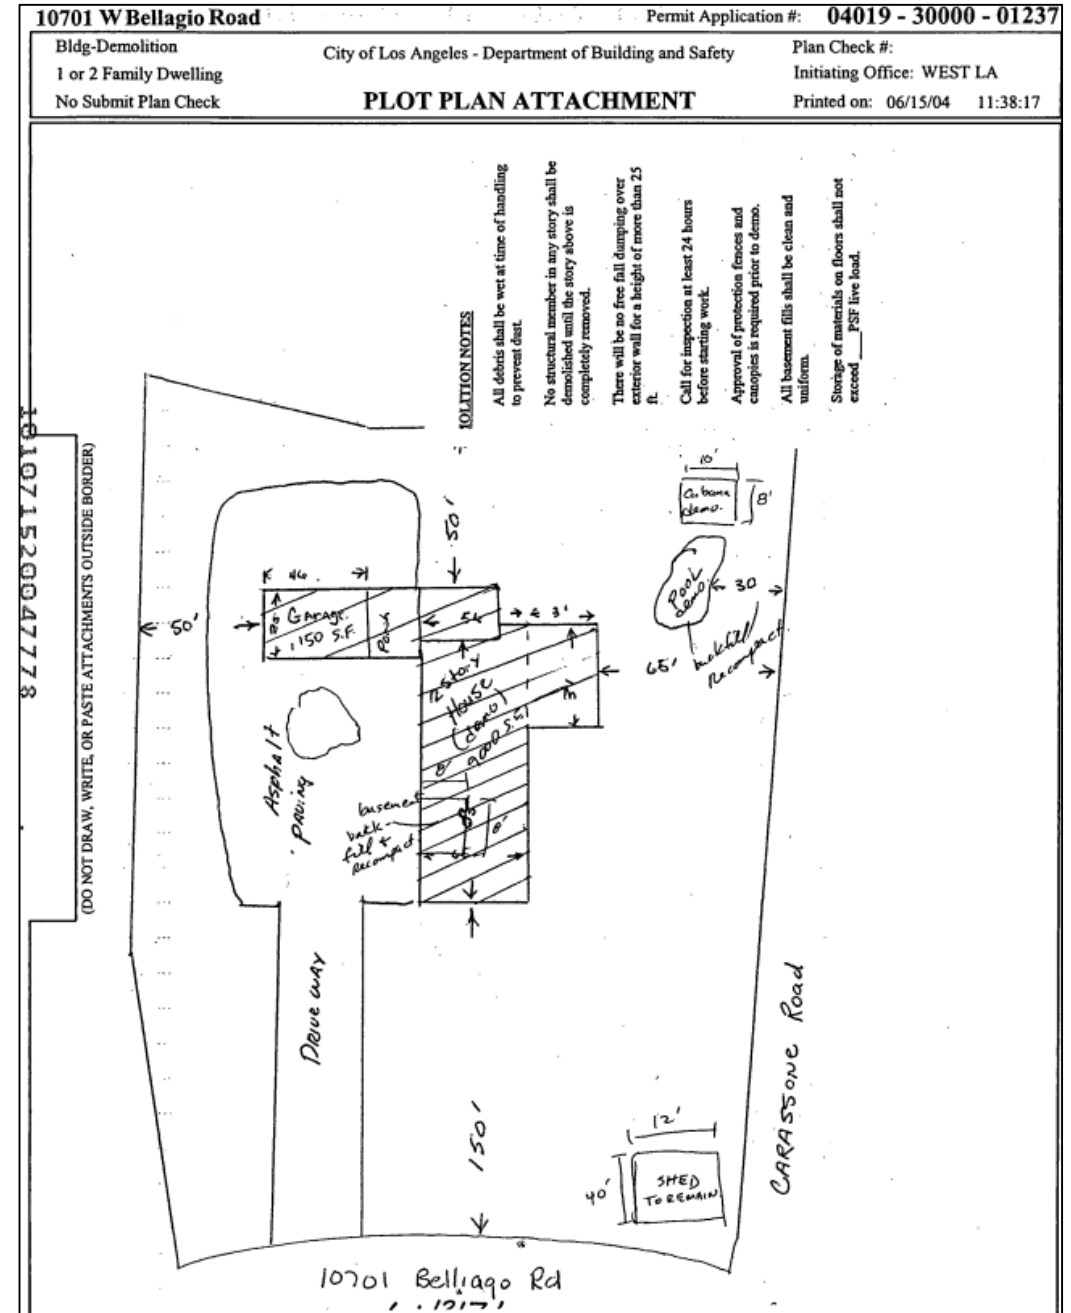 10701 W Bellagio Road
Permit Application #: 04019 - 30000 - 01237
Bldg-Demolition
1 or 2 Family Dwelling
No Submit Plan Check
City of Los Angeles - Department of Building and Safety
PLOT PLAN ATTACHMENT
Plan Check #:
Initiating Office: WEST LA
Printed on: 06/15/04 11:38:17
IOLITION NOTES
All debris shall be wet at time of handling
to prevent dust.
No structural member in any story shall be
demolished until the story above is
completely removed.
There will be no free fall dumping over
exterior wall for a height of more than 25
ft.
Call for inspection at least 24 hours
before starting work.
Approval of protection fences and
canopies is required prior to demo.
All basement fills shall be clean and
uniform.
Storage of materials on floors shall not
exceed ____PSF live load.
(DO NOT DRAW, WRITE, OR PASTE ATTACHMENTS OUTSIDE BORDER)
10107152004 7778
10'
Cabana
demo.
8'
Pool
demo.
30
backfill
Recompact
65'
50'
50'
46
Garage
1150 S.F.
Porch
54
3'
2 Story
House
(demo)
9000 S.F.
8'
8'
basement
back-
fill &
Recompact
Asphalt
paving
Drive way
150'
CARASSONE Road
12'
40'
SHED
TO REMAIN
10701 Belliago Rd